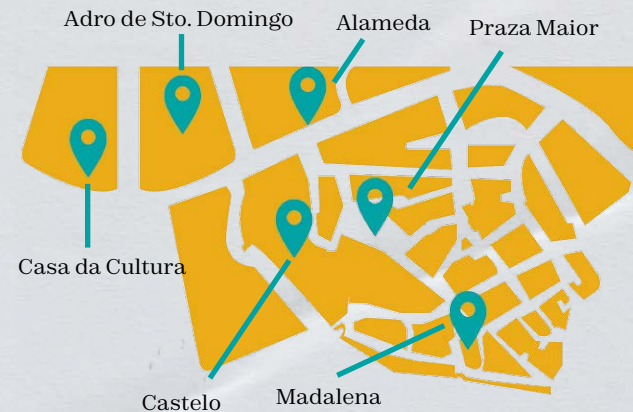 Adro de Sto. Domingo
Alameda
Praza Maior
Casa da Cultura
Castelo
Madalena